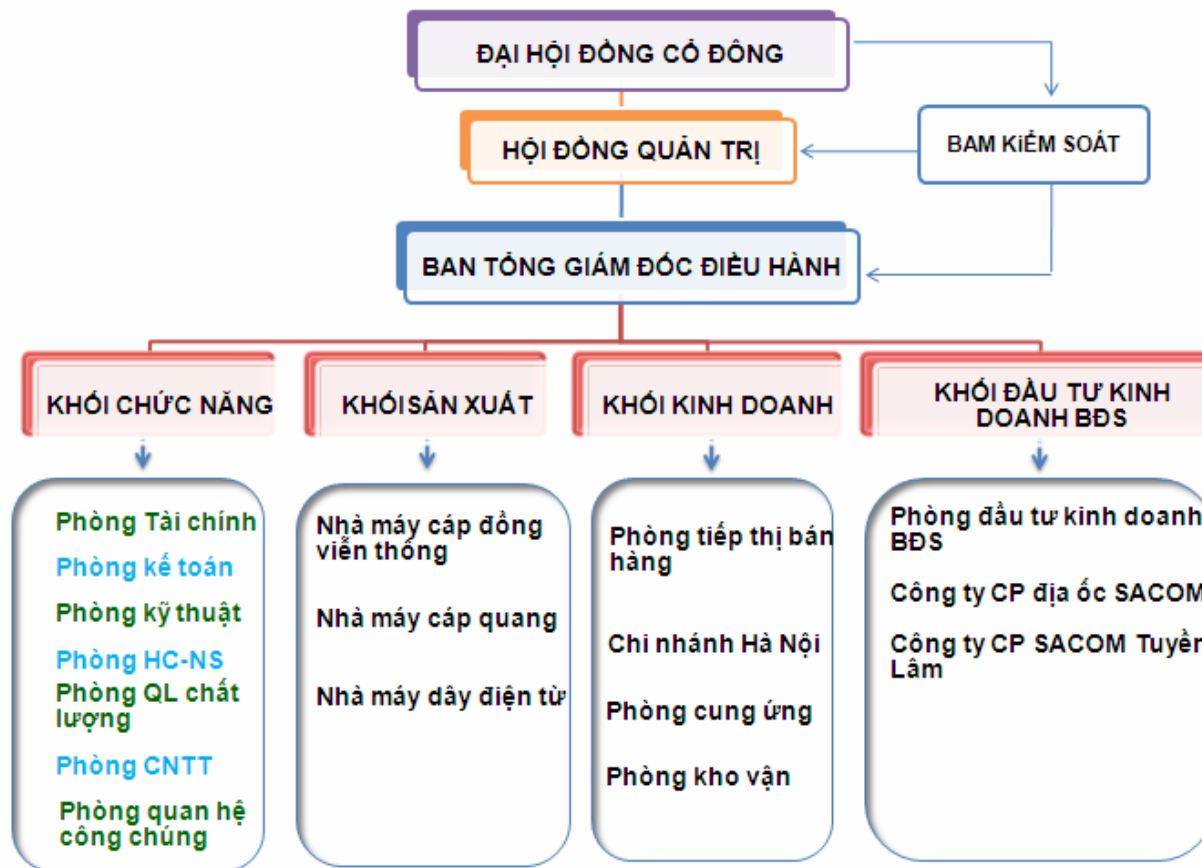 ĐẠI HỘI ĐỒNG CỔ ĐÔNG
HỘI ĐỒNG QUẢN TRỊ
BAM KiỂM SOÁT
BAN TỔNG GIÁM ĐỐC ĐIỀU HÀNH
KHỐI CHỨC NĂNG
KHỐISẢN XUẤT
KHỐI KINH DOANH
KHỐI ĐẦU TƯ KINH
DOANH BĐS
Phòng Tài chính
Phòng kế toán
Phòng kỹ thuật
Phòng HC-NS
Phòng QL chất
lượng
Phòng CNTT
Phòng quan hệ
công chúng
Nhà máy cáp đồng
viễn thống
Nhà máy cáp quang
Nhà máy dây điện từ
Phòng tiếp thị bán
hàng
Chi nhánh Hà Nội
Phòng cung ứng
Phòng kho vận
Phòng đầu tư kinh doanh
BĐS
Công ty CP địa ốc SACOM
Công ty CP SACOM Tuyền
Lâm